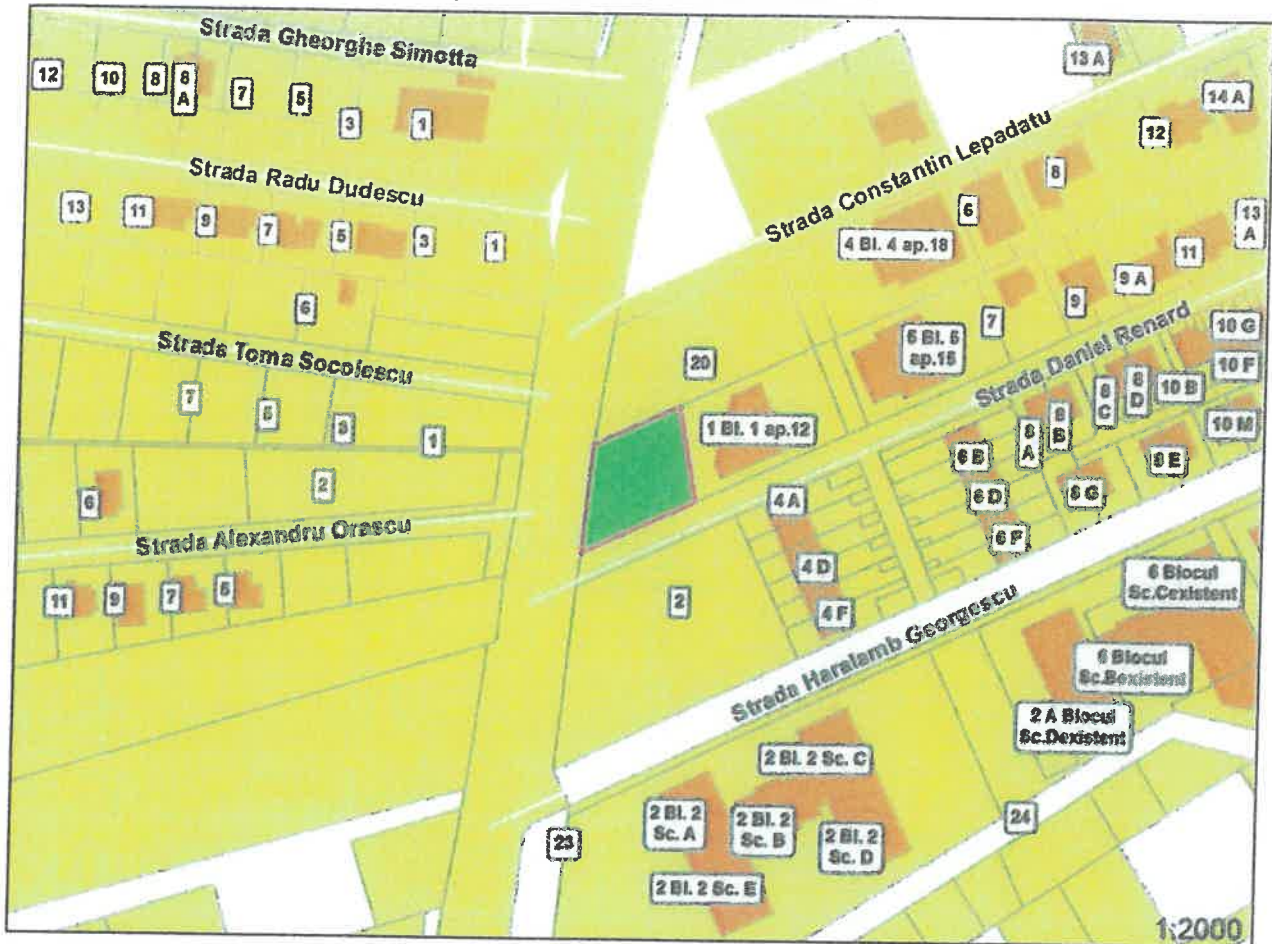 Strada Gheorghe Simotta
13 A
12
10
8
8
A
7
5
3
1
14 A
12
Strada Constantin Lepadatu
8
Strada Radu Dudescu
13
11
9
7
5
3
1
6
4 Bl. 4 ap.18
13
A
11
9 A
9
7
6
Strada Toma Socolescu
20
Strada Daniel Renard
10 G
10 F
10 B
10 M
8
D
8
C
8
B
8
A
8 E
8 G
7
5
3
1
1 Bl. 1 ap.12
6 B
6 D
6 F
6
2
4 A
4 D
4 F
Strada Alexandru Orascu
11
9
7
5
2
Strada Haralamb Georgescu
6 Blocul
Sc.Cexistent
6 Blocul
Sc.Bexistent
2 A Blocul
Sc.Dexistent
2 Bl. 2 Sc. C
2 Bl. 2
Sc. A
2 Bl. 2
Sc. B
2 Bl. 2
Sc. D
24
23
2 Bl. 2 Sc. E
1:2000